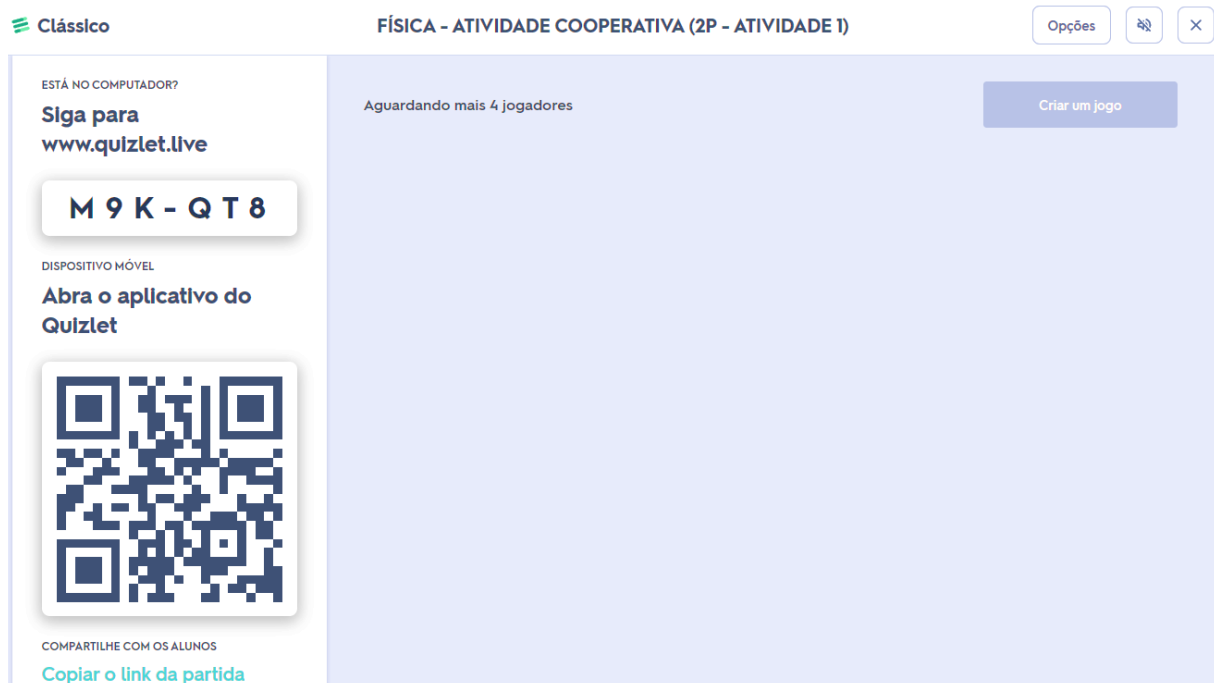 Clássico
FÍSICA - ATIVIDADE COOPERATIVA (2P - ATIVIDADE 1)
Opções
ESTÁ NO COMPUTADOR?
Siga para
www.quizlet.live
M9K-QT8
DISPOSITIVO MÓVEL
Abra o aplicativo do
Quizlet
COMPARTILHE COM OS ALUNOS
Copiar o link da partida
Aguardando mais 4 jogadores
Criar um jogo